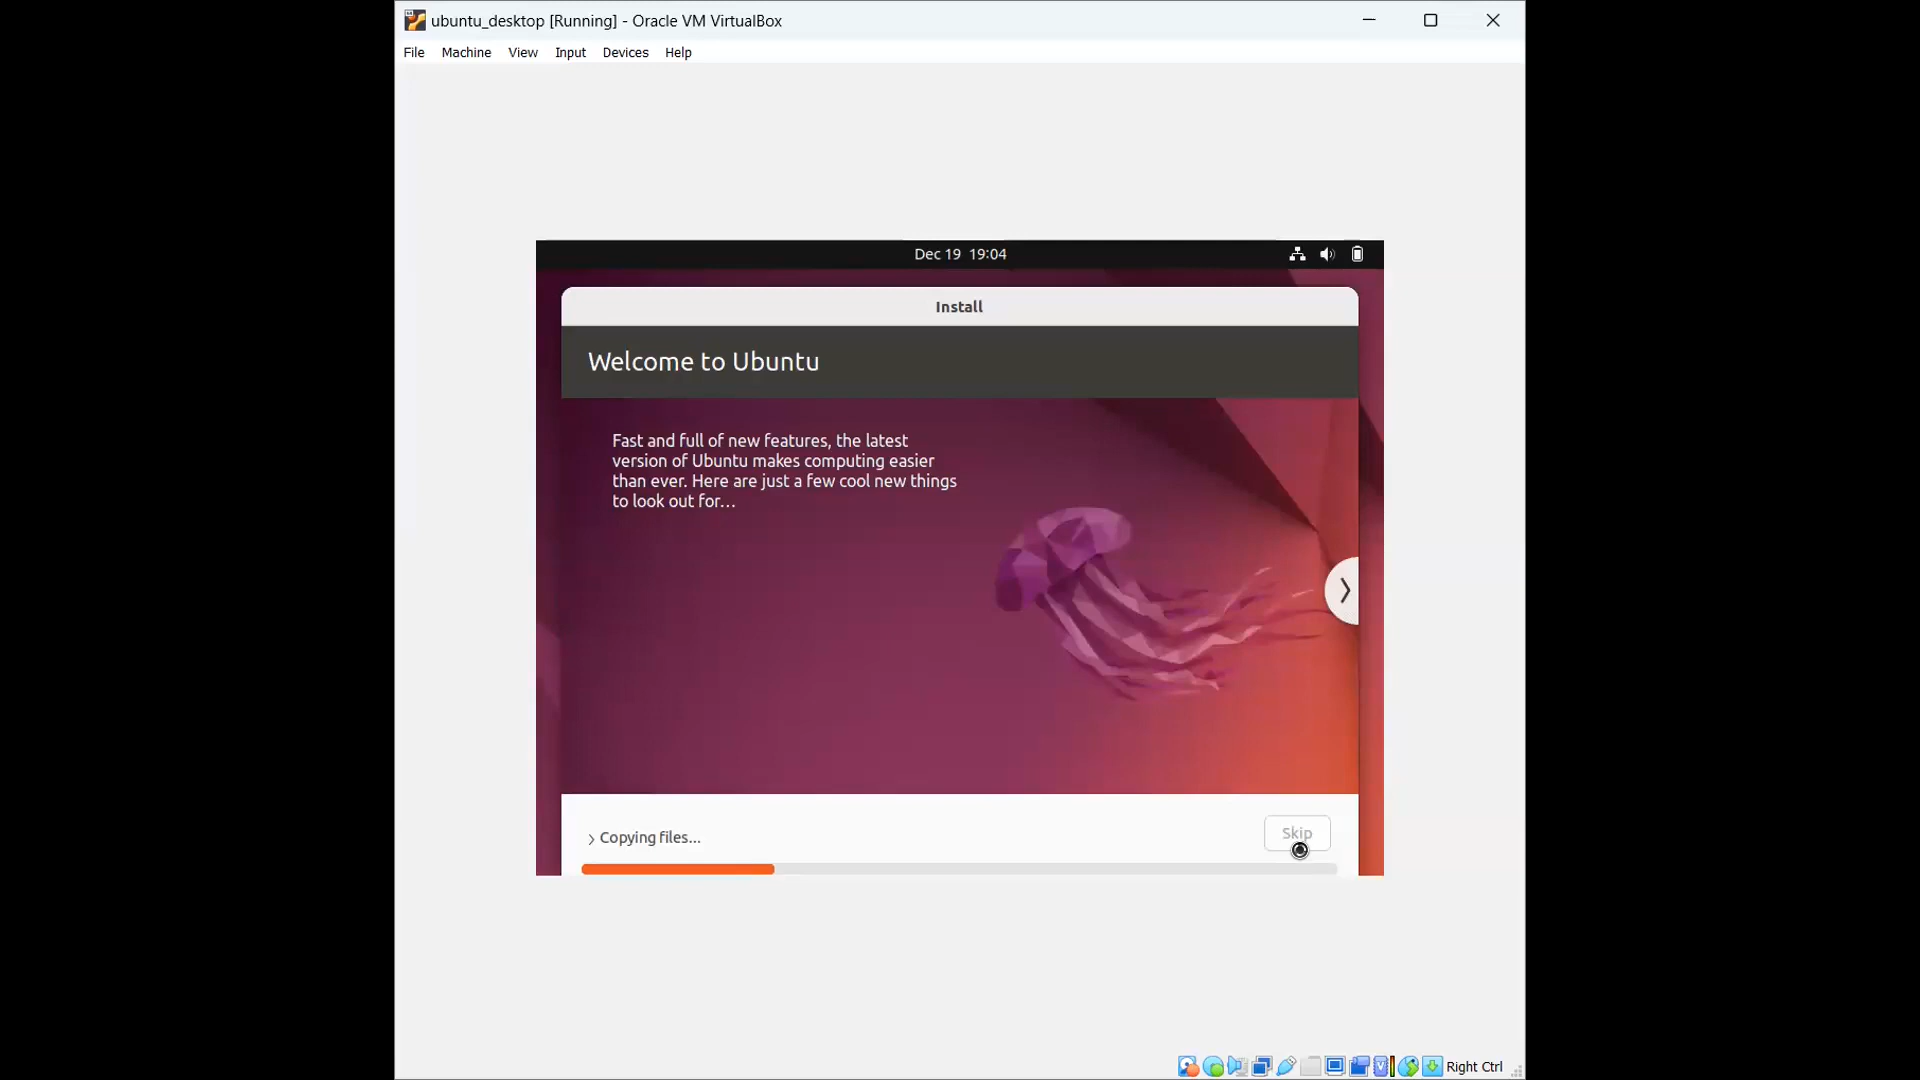 ubuntu_desktop [Running] - Oracle VM VirtualBox
File Machine View Input Devices Help
Dec 19 19:04
Install
Welcome to Ubuntu
Fast and full of new features, the latest
version of Ubuntu makes computing easier
than ever. Here are just a few cool new things
to look out for...
Copying files...
Skip
Right Ctrl